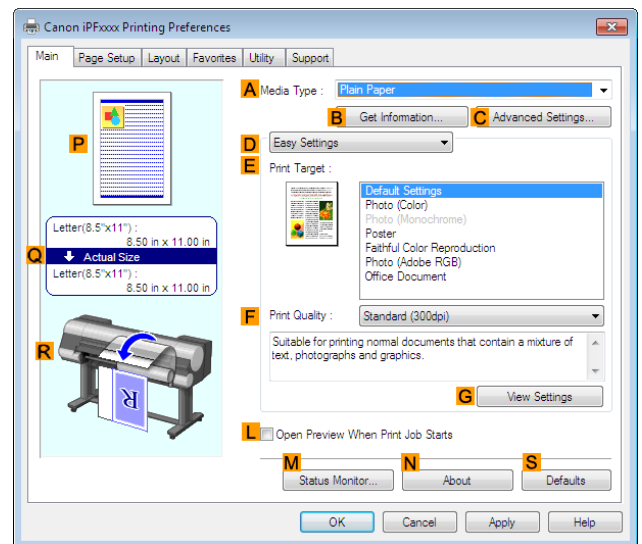 Canon iPFxxxx Printing Preferences
Main Page Setup Layout Favorites Utility Support
A Media Type : Plain Paper
B Get Information... C Advanced Settings...
P
D Easy Settings
E Print Target :
Default Settings
Photo (Color)
Photo (Monochrome)
Poster
Faithful Color Reproduction
Photo (Adobe RGB)
Office Document
Letter(8.5"x11") :
8.50 in x 11.00 in
Q Actual Size
Letter(8.5"x11") :
8.50 in x 11.00 in
F Print Quality : Standard (300dpi)
Suitable for printing normal documents that contain a mixture of
text, photographs and graphics.
R
R
G View Settings
L Open Preview When Print Job Starts
M N S
Status Monitor... About Defaults
OK Cancel Apply Help